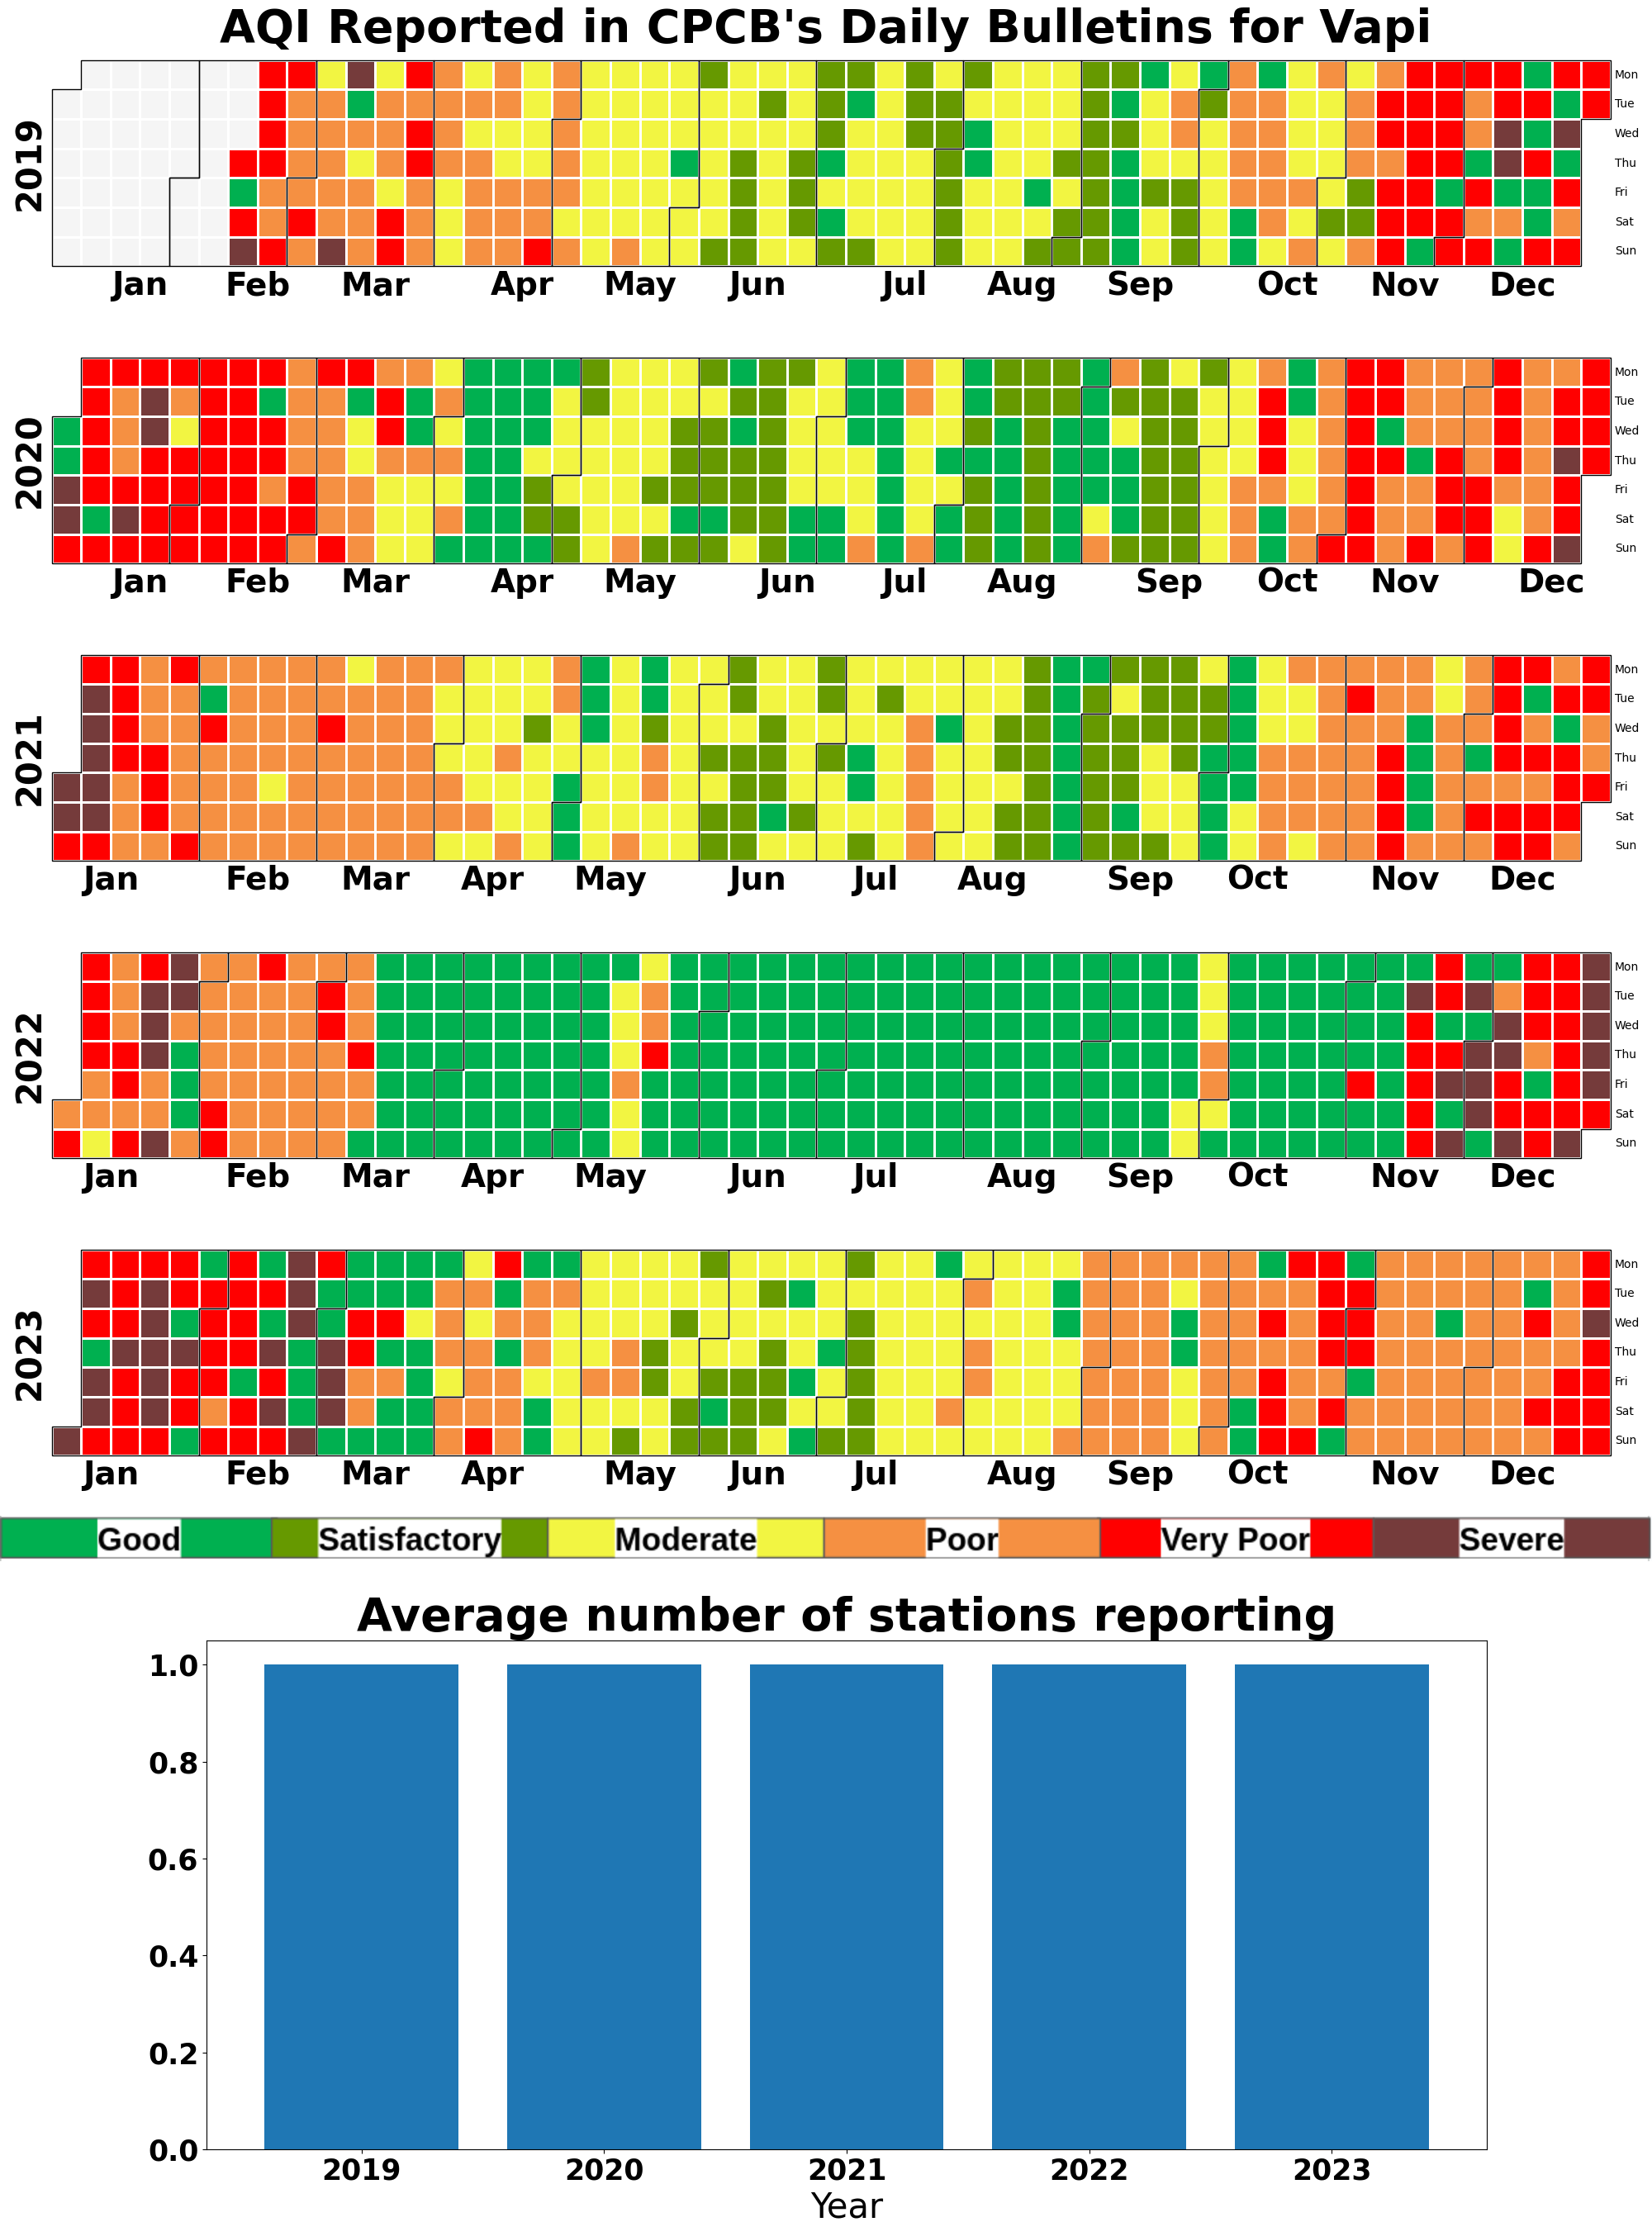 AQI Reported in CPCB's Daily Bulletins for Vapi
2019
Mon
Tue
Wed
Thu
Fri
Sat
Sun
Jan Feb Mar Apr May Jun Jul Aug Sep Oct Nov Dec
2020
Mon
Tue
Wed
Thu
Fri
Sat
Sun
Jan Feb Mar Apr May Jun Jul Aug Sep Oct Nov Dec
2021
Mon
Tue
Wed
Thu
Fri
Sat
Sun
Jan Feb Mar Apr May Jun Jul Aug Sep Oct Nov Dec
2022
Mon
Tue
Wed
Thu
Fri
Sat
Sun
Jan Feb Mar Apr May Jun Jul Aug Sep Oct Nov Dec
2023
Mon
Tue
Wed
Thu
Fri
Sat
Sun
Jan Feb Mar Apr May Jun Jul Aug Sep Oct Nov Dec
Good Satisfactory Moderate Poor Very Poor Severe
Average number of stations reporting
1.0
0.8
0.6
0.4
0.2
0.0
2019 2020 2021 2022 2023
Year